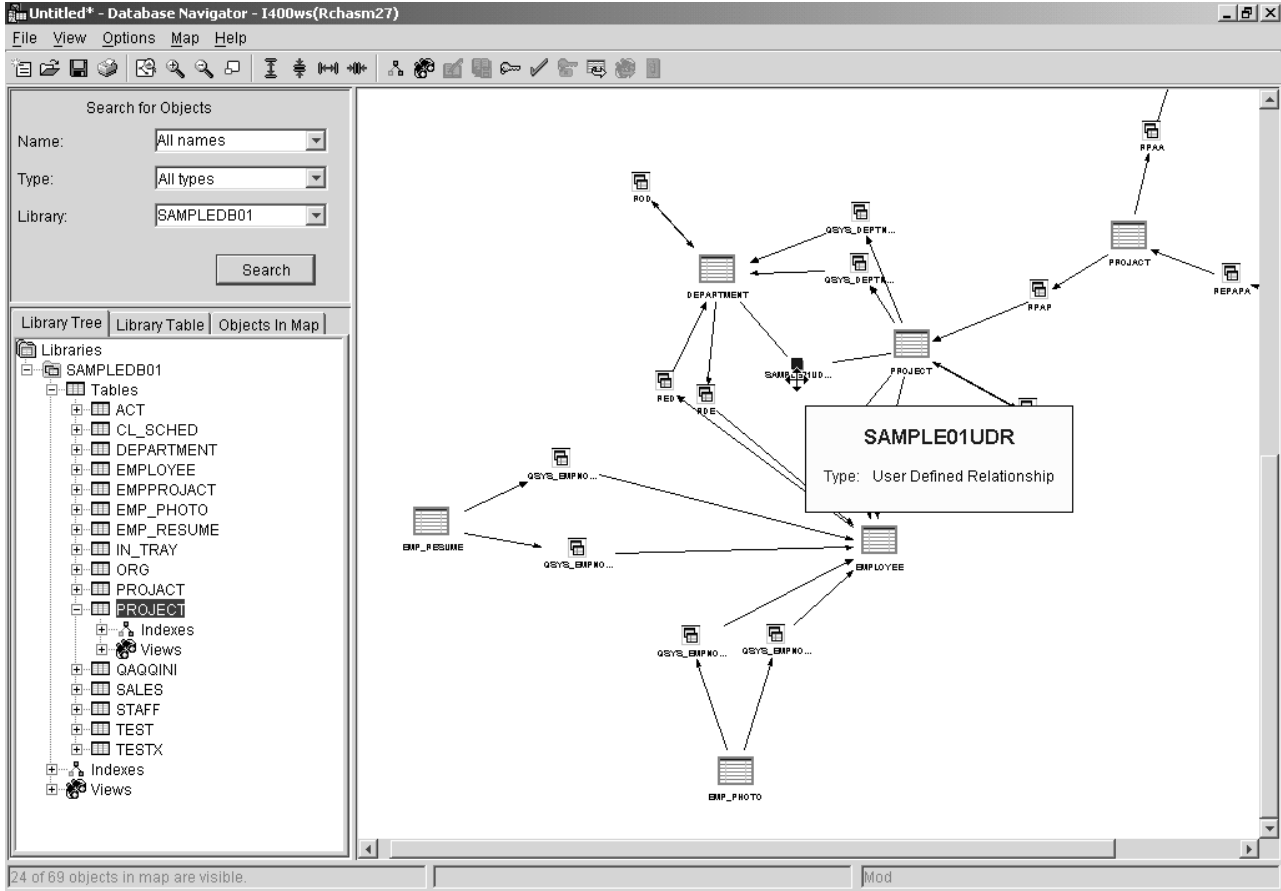 Untitled* - Database Navigator - I400ws(Rchasm27)
File View Options Map Help
Search for Objects
Name: All names
Type: All types
Library: SAMPLEDB01
Search
Library Tree Library Table Objects In Map
Libraries
SAMPLEDB01
Tables
ACT
CL_SCHED
DEPARTMENT
EMPLOYEE
EMPPROJACT
EMP_PHOTO
EMP_RESUME
IN_TRAY
ORG
PROJACT
PROJECT
Indexes
Views
QAQQINI
SALES
STAFF
TEST
TESTX
Indexes
Views
RPAA
ROD
QSYS_DEPTN...
PROJACT
QSYS_DEPTN...
REPAPA
DEPARTMENT
RPAP
PROJECT
RED
RDE
SAMPLE01UDR
Type: User Defined Relationship
QSYS_EMPNO...
EMP_RESUME
QSYS_EMPNO...
EMPLOYEE
QSYS_EMPNO...
QSYS_EMPNO...
EMP_PHOTO
24 of 69 objects in map are visible.
Mod